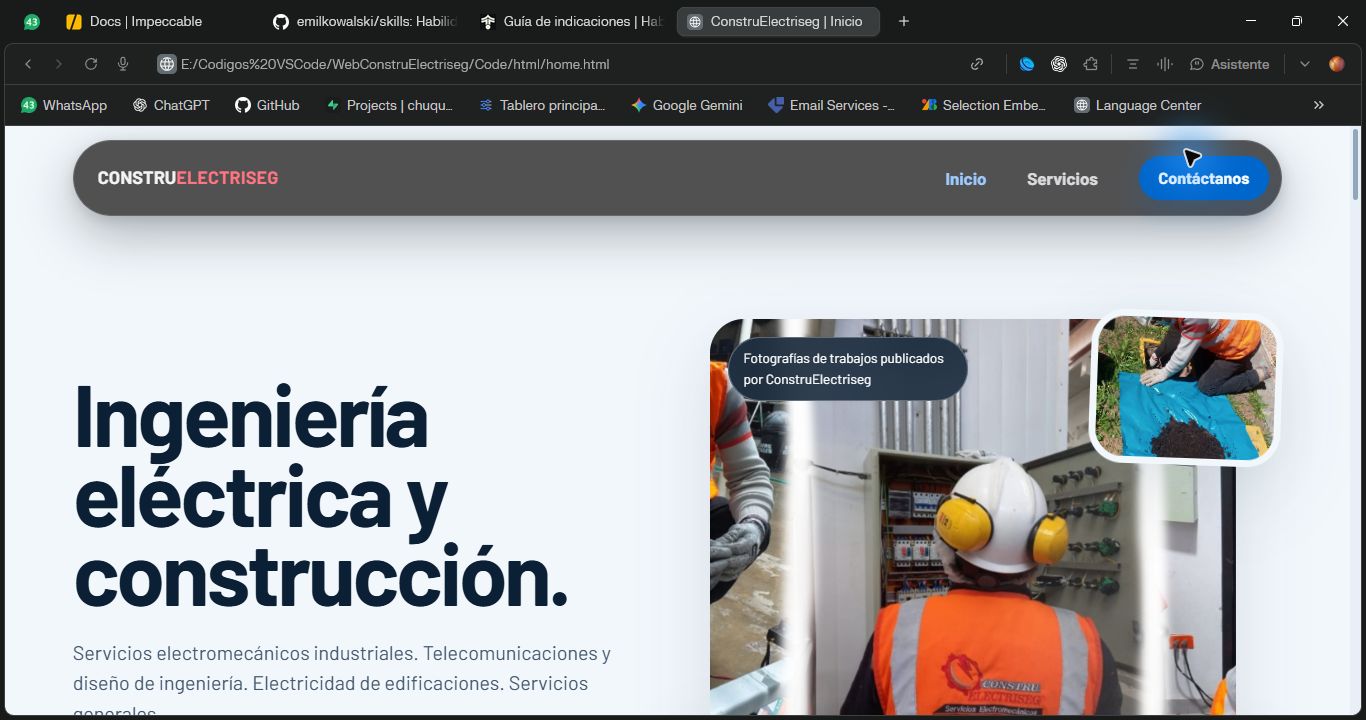 43
Docs | Impeccable
emilkowalski/skills: Habilid
Guía de indicaciones | Hab
ConstruElectriseg | Inicio
E:/Codigos%20VSCode/WebConstruElectriseg/Code/html/home.html
Asistente
43 WhatsApp
ChatGPT
GitHub
Projects | chuqu...
Tablero principa...
Google Gemini
Email Services -...
Selection Embe...
Language Center
»
CONSTRUELECTRISEG
Inicio
Servicios
Contáctanos
Fotografías de trabajos publicados
por ConstruElectriseg
Ingeniería
eléctrica y
construcción.
Servicios electromecánicos industriales. Telecomunicaciones y
diseño de ingeniería. Electricidad de edificaciones. Servicios
generales.
CONSTRU
ELECTRISEG
Servicios Electromecánicos